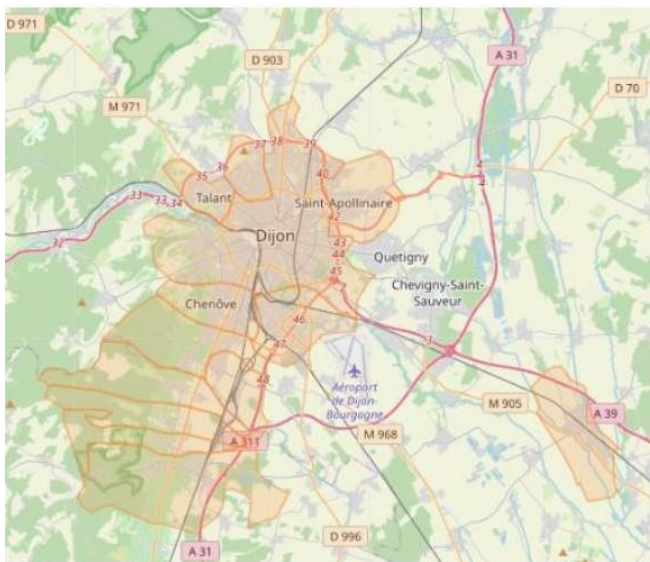 D 971
D 903
A 31
D 70
M 971
37
38
39
36
35
40
4
4
Talant
Saint-Apollinaire
33
33
34
42
Dijon
43
44
32
45
Quetigny
2
Chevigny-Saint-
Sauveur
Chenôve
46
47
3
48
Aéroport
de Dijon-
Bourgogne
M 905
A 39
A 311
M 968
D 996
A 31